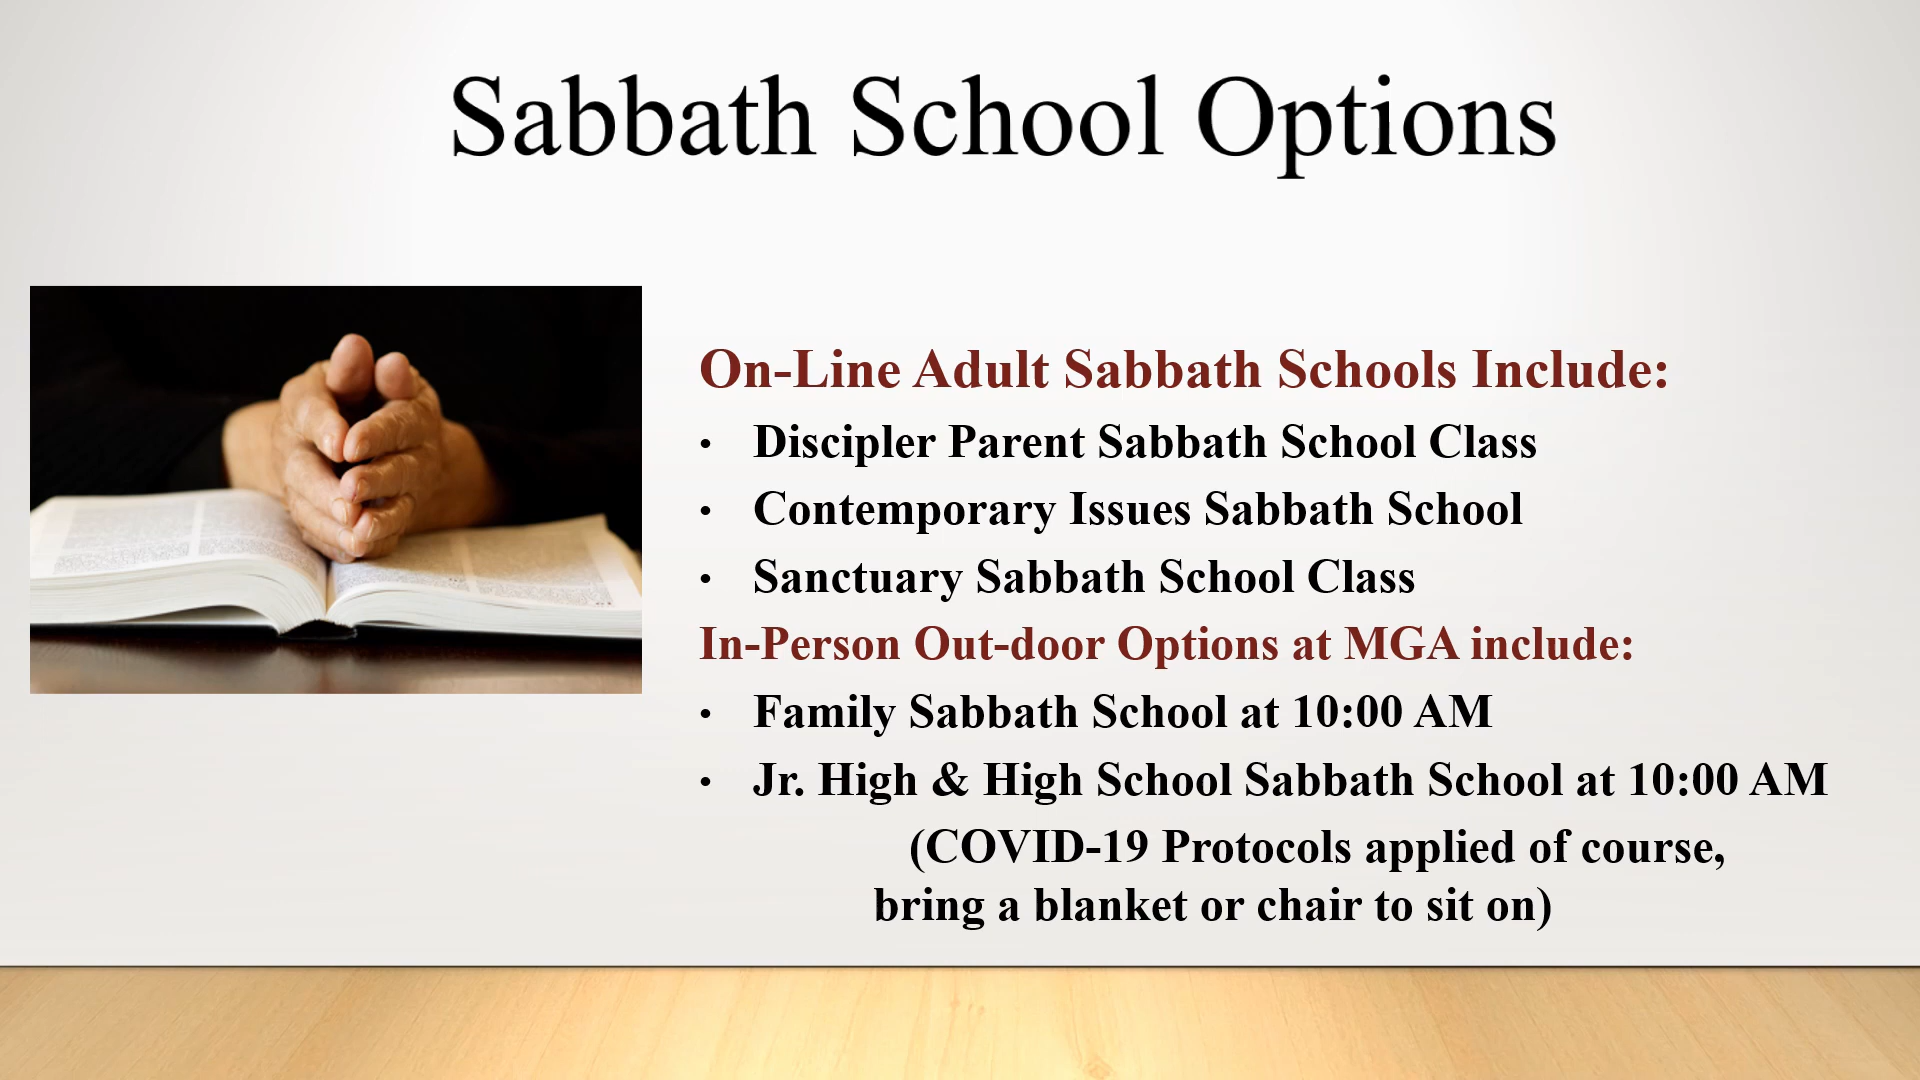 Sabbath School Options
On-Line Adult Sabbath Schools Include:
• Discipler Parent Sabbath School Class
• Contemporary Issues Sabbath School
• Sanctuary Sabbath School Class
In-Person Out-door Options at MGA include:
• Family Sabbath School at 10:00 AM
• Jr. High & High School Sabbath School at 10:00 AM
(COVID-19 Protocols applied of course,
bring a blanket or chair to sit on)